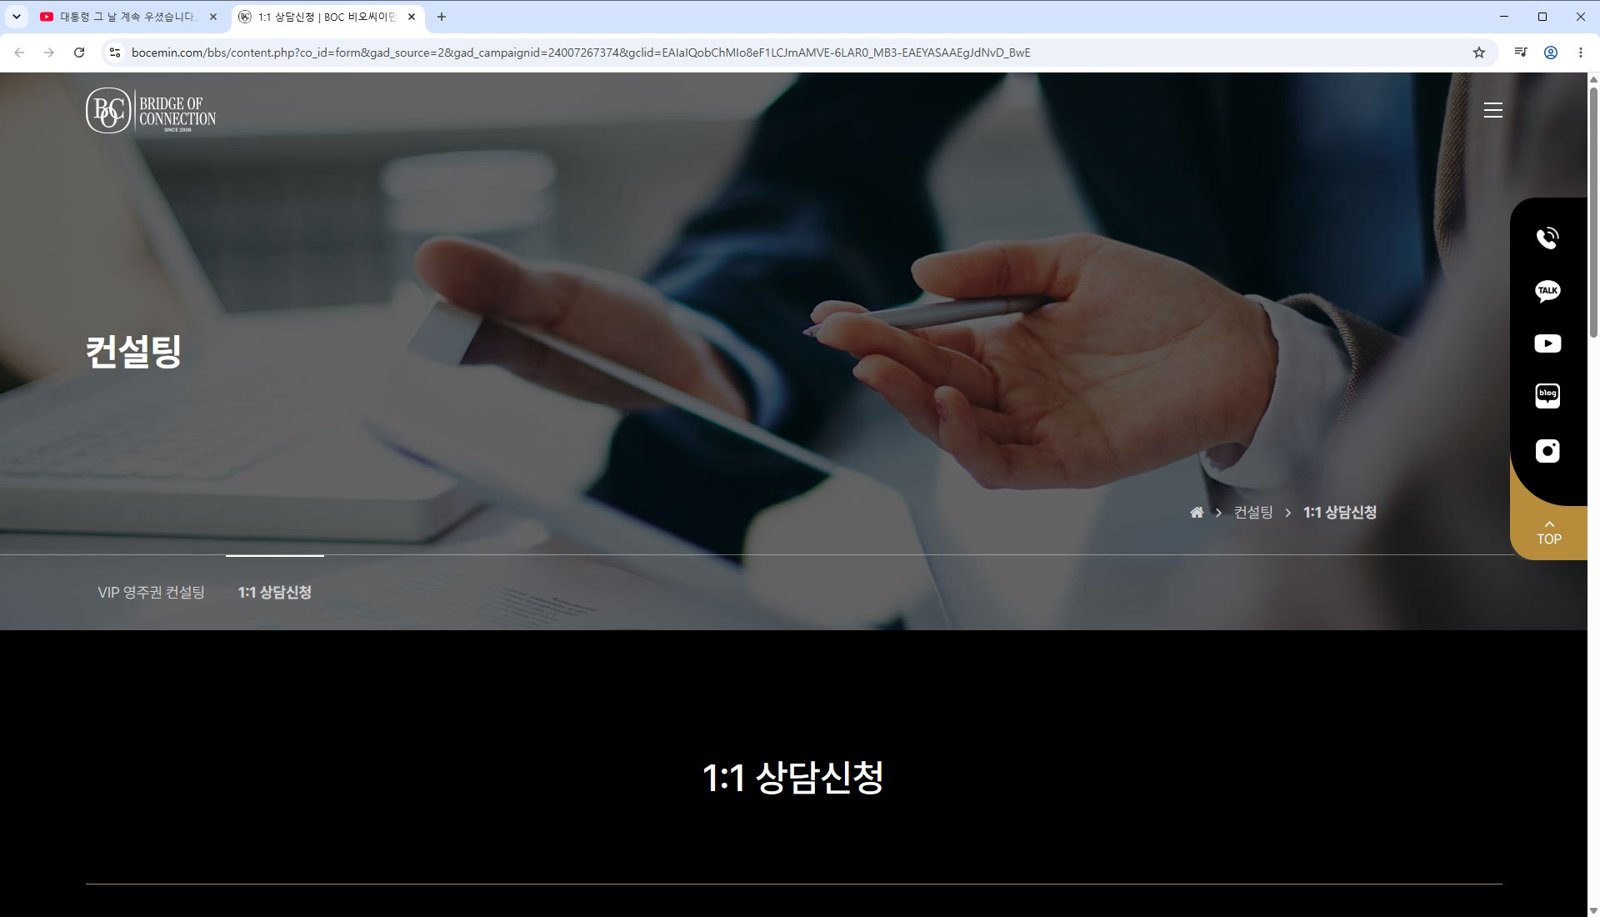 대통령 그 날 계속 우셨습니다.
1:1 상담신청 | BOC 비오씨이민
bocemin.com/bbs/content.php?co_id=form&gad_source=2&gad_campaignid=24007267374&gclid=EAIaIQobChMIo8eF1LCJmAMVE-6LAR0_MB3-EAEYASAAEgJdNvD_BwE
BOC
BRIDGE OF
CONNECTION
SINCE 2006
TALK
컨설팅
blog
컨설팅
1:1 상담신청
TOP
VIP 영주권 컨설팅
1:1 상담신청
1:1 상담신청